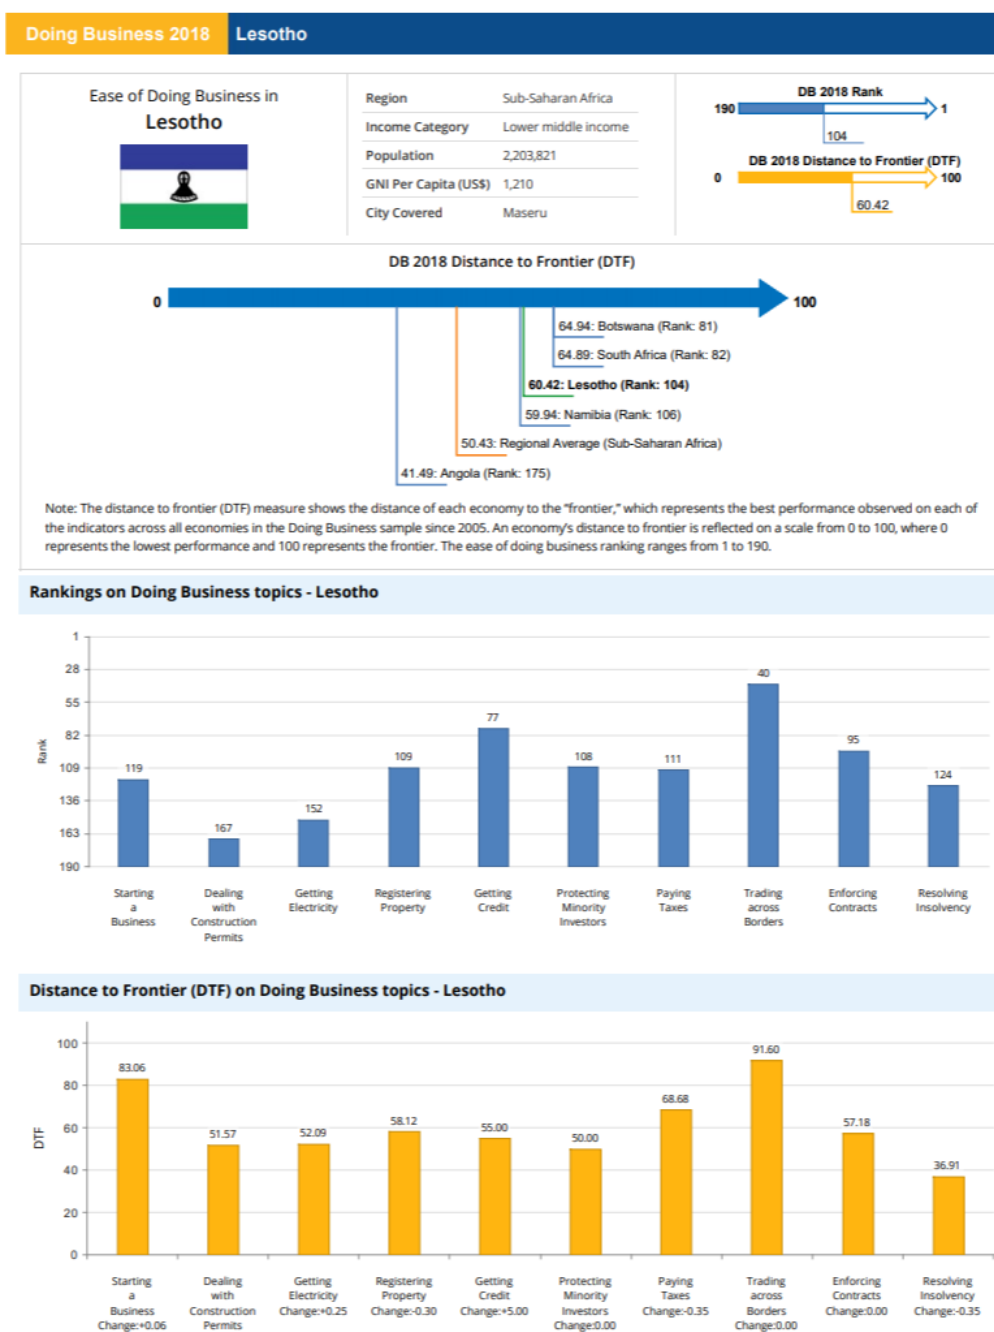 Doing Business 2018 Lesotho
Ease of Doing Business in
Lesotho
Region Sub-Saharan Africa
Income Category Lower middle income
Population 2,203,821
GNI Per Capita (US$) 1,210
City Covered Maseru
DB 2018 Rank
190 1
104
DB 2018 Distance to Frontier (DTF)
0 100
60.42
DB 2018 Distance to Frontier (DTF)
0 100
64.94: Botswana (Rank: 81)
64.89: South Africa (Rank: 82)
60.42: Lesotho (Rank: 104)
59.94: Namibia (Rank: 106)
50.43: Regional Average (Sub-Saharan Africa)
41.49: Angola (Rank: 175)
Note: The distance to frontier (DTF) measure shows the distance of each economy to the “frontier,” which represents the best performance observed on each of
the indicators across all economies in the Doing Business sample since 2005. An economy’s distance to frontier is reflected on a scale from 0 to 100, where 0
represents the lowest performance and 100 represents the frontier. The ease of doing business ranking ranges from 1 to 190.
Rankings on Doing Business topics - Lesotho
Rank
1
28
55
82
109
136
163
190
119
167
152
109
77
108
111
40
95
124
Starting
a
Business
Dealing
with
Construction
Permits
Getting
Electricity
Registering
Property
Getting
Credit
Protecting
Minority
Investors
Paying
Taxes
Trading
across
Borders
Enforcing
Contracts
Resolving
Insolvency
Distance to Frontier (DTF) on Doing Business topics - Lesotho
DTF
100
80
60
40
20
0
83.06
51.57
52.09
58.12
55.00
50.00
68.68
91.60
57.18
36.91
Starting
a
Business
Change:+0.06
Dealing
with
Construction
Permits
Getting
Electricity
Change:+0.25
Registering
Property
Change:-0.30
Getting
Credit
Change:+5.00
Protecting
Minority
Investors
Change:0.00
Paying
Taxes
Change:-0.35
Trading
across
Borders
Change:0.00
Enforcing
Contracts
Change:0.00
Resolving
Insolvency
Change:-0.35